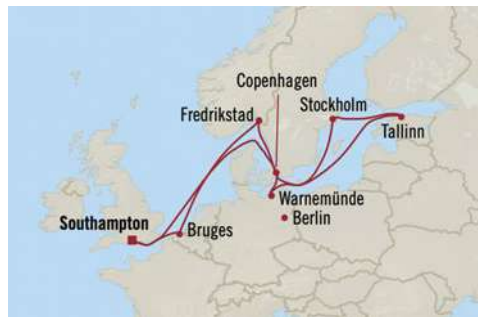 Copenhagen
Fredrikstad
Stockholm
Tallinn
Warnemünde
Berlin
Southampton
Bruges